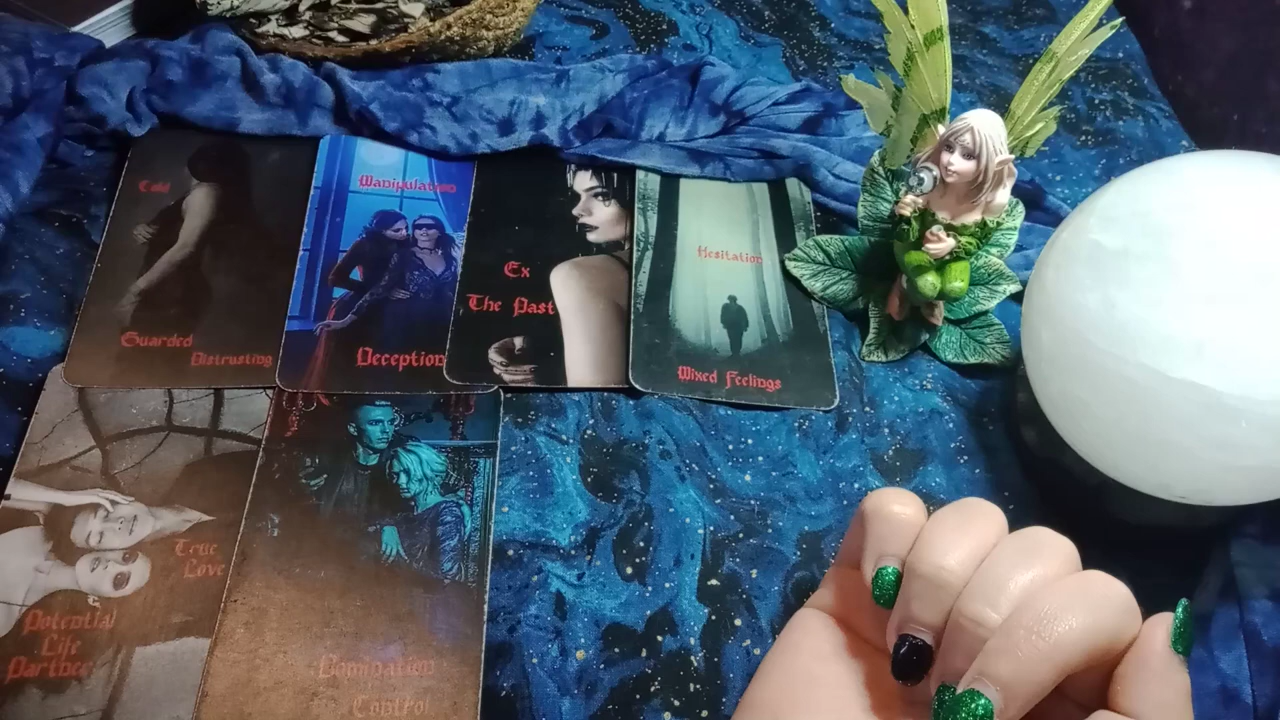 Cold
Guarded
Distrusting
Manipulation
Deception
Ex
The Past
Hesitation
Mixed Feelings
True
Love
Potential
Life
Partner
Domination
Control